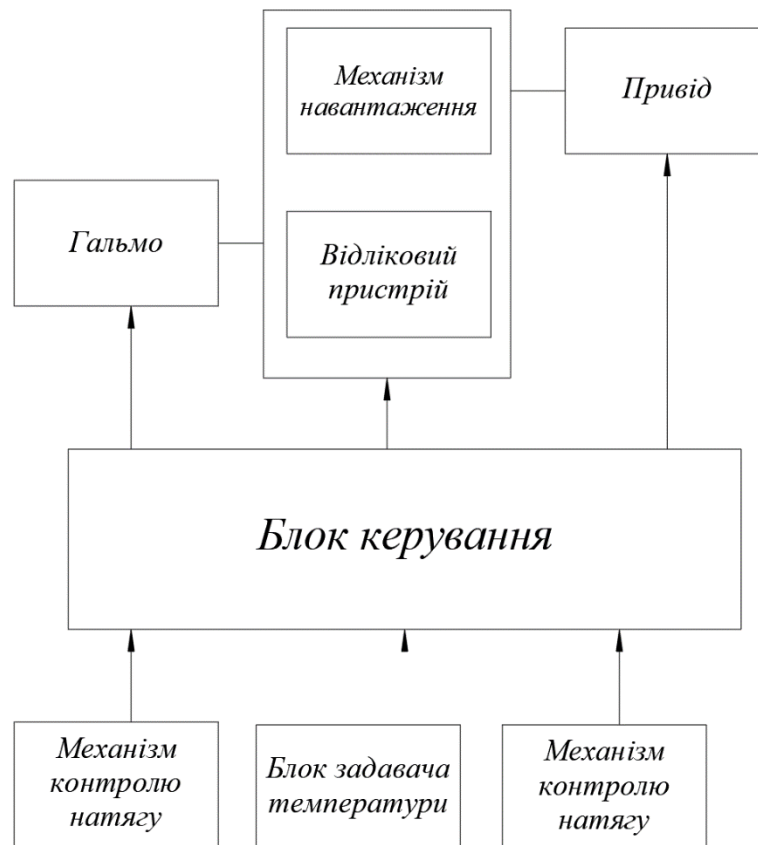 Механізм
навантаження
Привід
Гальмо
Відліковий
пристрій
Блок керування
Механізм
контролю
натягу
Блок задавача
температури
Механізм
контролю
натягу